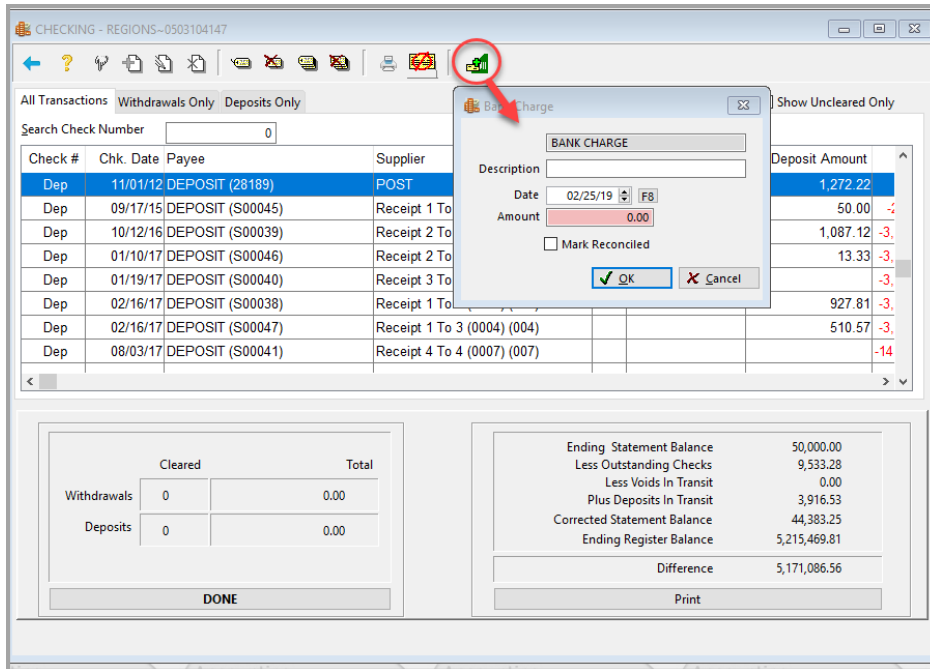 CHECKING - REGIONS~0503104147
All Transactions Withdrawals Only Deposits Only Show Uncleared Only
Search Check Number 0
Check # Chk. Date Payee Supplier Deposit Amount
Dep 11/01/12 DEPOSIT (28189) POST 1,272.22
Dep 09/17/15 DEPOSIT (S00045) Receipt 1 To 50.00
Dep 10/12/16 DEPOSIT (S00039) Receipt 2 To 1,087.12 -3,
Dep 01/10/17 DEPOSIT (S00046) Receipt 2 To 13.33 -3,
Dep 01/19/17 DEPOSIT (S00040) Receipt 3 To -3,
Dep 02/16/17 DEPOSIT (S00038) Receipt 1 To 927.81 -3,
Dep 02/16/17 DEPOSIT (S00047) Receipt 1 To 3 (0004) (004) 510.57 -3,
Dep 08/03/17 DEPOSIT (S00041) Receipt 4 To 4 (0007) (007) -14
Bank Charge
BANK CHARGE
Description
Date 02/25/19 F8
Amount 0.00
Mark Reconciled
OK Cancel
Cleared Total
Withdrawals 0 0.00
Deposits 0 0.00
DONE
Ending Statement Balance 50,000.00
Less Outstanding Checks 9,533.28
Less Voids In Transit 0.00
Plus Deposits In Transit 3,916.53
Corrected Statement Balance 44,383.25
Ending Register Balance 5,215,469.81
Difference 5,171,086.56
Print